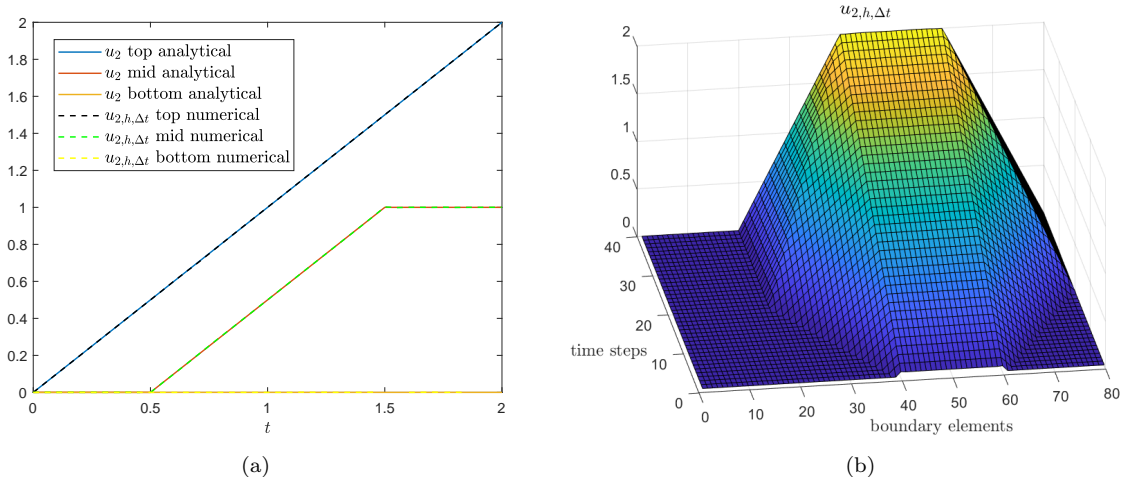 2
1.8
1.6
1.4
1.2
1
0.8
0.6
0.4
0.2
0
u₂ top analytical
u₂ mid analytical
u₂ bottom analytical
u₂,ₕ,Δt top numerical
u₂,ₕ,Δt mid numerical
u₂,ₕ,Δt bottom numerical
0 0.5 1 1.5 2
t
(a)
u₂,ₕ,Δt
2
1.5
1
0.5
0
40
30
20
10
0
time steps
0 10 20 30 40 50 60 70 80
boundary elements
(b)